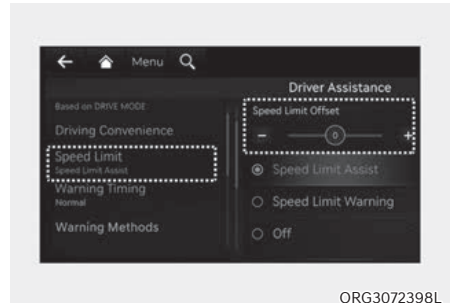 Menu
Driver Assistance
Based on DRIVE MODE
Driving Convenience
Speed Limit
Speed Limit Assist
Warning Timing
Normal
Warning Methods
Speed Limit Offset
- 0 +
Speed Limit Assist
Speed Limit Warning
Off
ORG3072398L